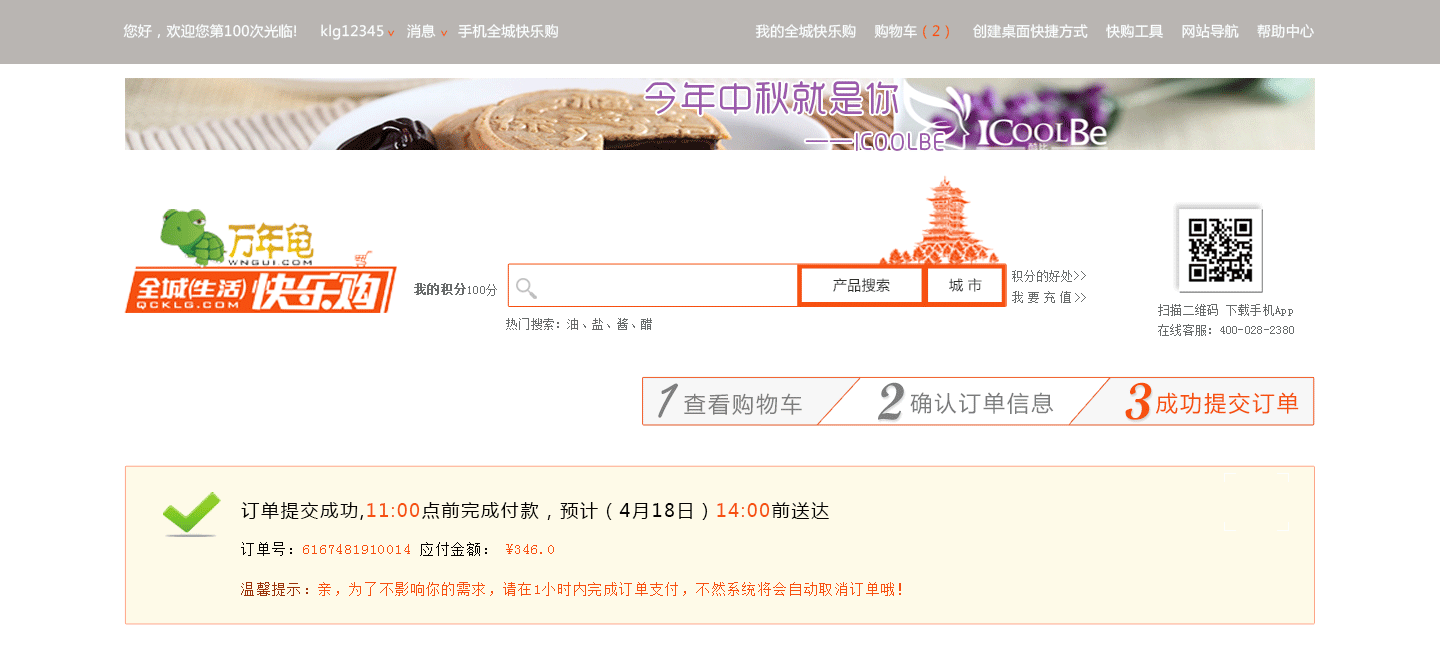 您好，欢迎您第100次光临! klg12345 消息 手机全城快乐购 我的全城快乐购 购物车（2） 创建桌面快捷方式 快购工具 网站导航 帮助中心
今年中秋就是你
——ICOOLBE
ICOOLBE
万年龟
WNGUI.COM
全城(生活)快乐购
QCKLG.COM
我的积分100分
产品搜索 城 市
积分的好处>>
我 要 充 值>>
热门搜索：油、盐、酱、醋
扫描二维码 下载手机App
在线客服：400-028-2380
1 查看购物车 2 确认订单信息 3 成功提交订单
订单提交成功,11:00点前完成付款，预计（4月18日）14:00前送达
订单号：6167481910014 应付金额： ¥346.0
温馨提示：亲，为了不影响你的需求，请在1小时内完成订单支付，不然系统将会自动取消订单哦!